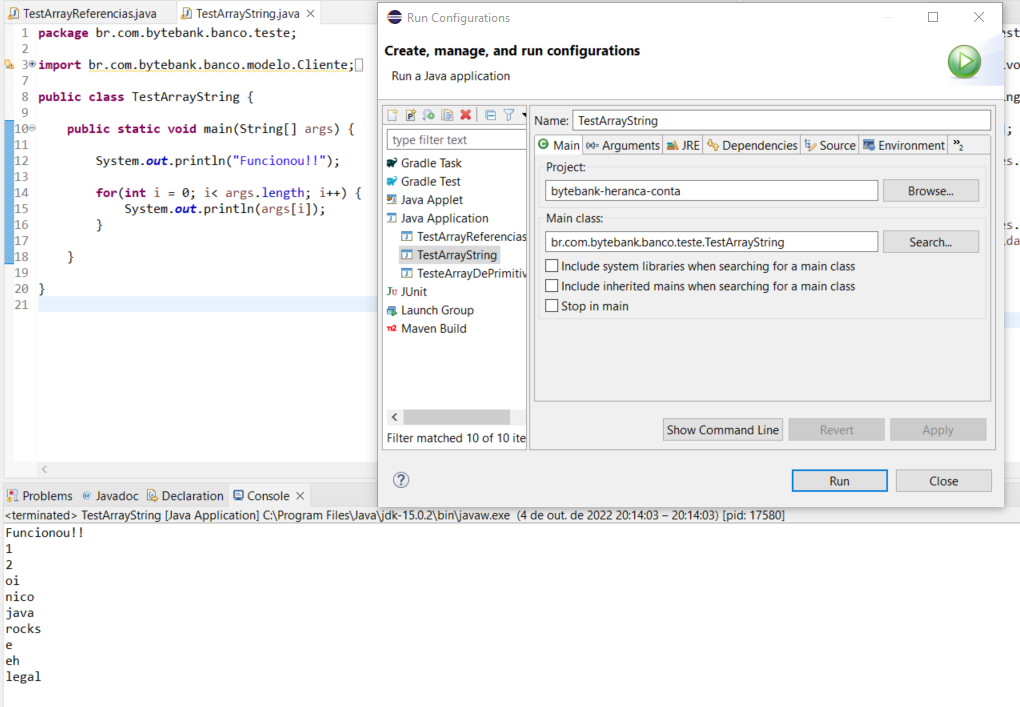 TestArrayReferencias.java
TestArrayString.java
1 package br.com.bytebank.banco.teste;
2
3 import br.com.bytebank.banco.modelo.Cliente;
7
8 public class TestArrayString {
9
10 public static void main(String[] args) {
11
12 System.out.println("Funcionou!!");
13
14 for(int i = 0; i< args.length; i++) {
15 System.out.println(args[i]);
16 }
17
18 }
19
20 }
21
Run Configurations
Create, manage, and run configurations
Run a Java application
type filter text
Gradle Task
Gradle Test
Java Applet
Java Application
TestArrayReferencias
TestArrayString
TesteArrayDePrimitiv
JUnit
Launch Group
Maven Build
Filter matched 10 of 10 ite
Name: TestArrayString
Main Arguments JRE Dependencies Source Environment »2
Project:
bytebank-heranca-conta Browse...
Main class:
br.com.bytebank.banco.teste.TestArrayString Search...
Include system libraries when searching for a main class
Include inherited mains when searching for a main class
Stop in main
Show Command Line Revert Apply
Run Close
Problems Javadoc Declaration Console
<terminated> TestArrayString [Java Application] C:\Program Files\Java\jdk-15.0.2\bin\javaw.exe (4 de out. de 2022 20:14:03 – 20:14:03) [pid: 17580]
Funcionou!!
1
2
oi
nico
java
rocks
e
eh
legal